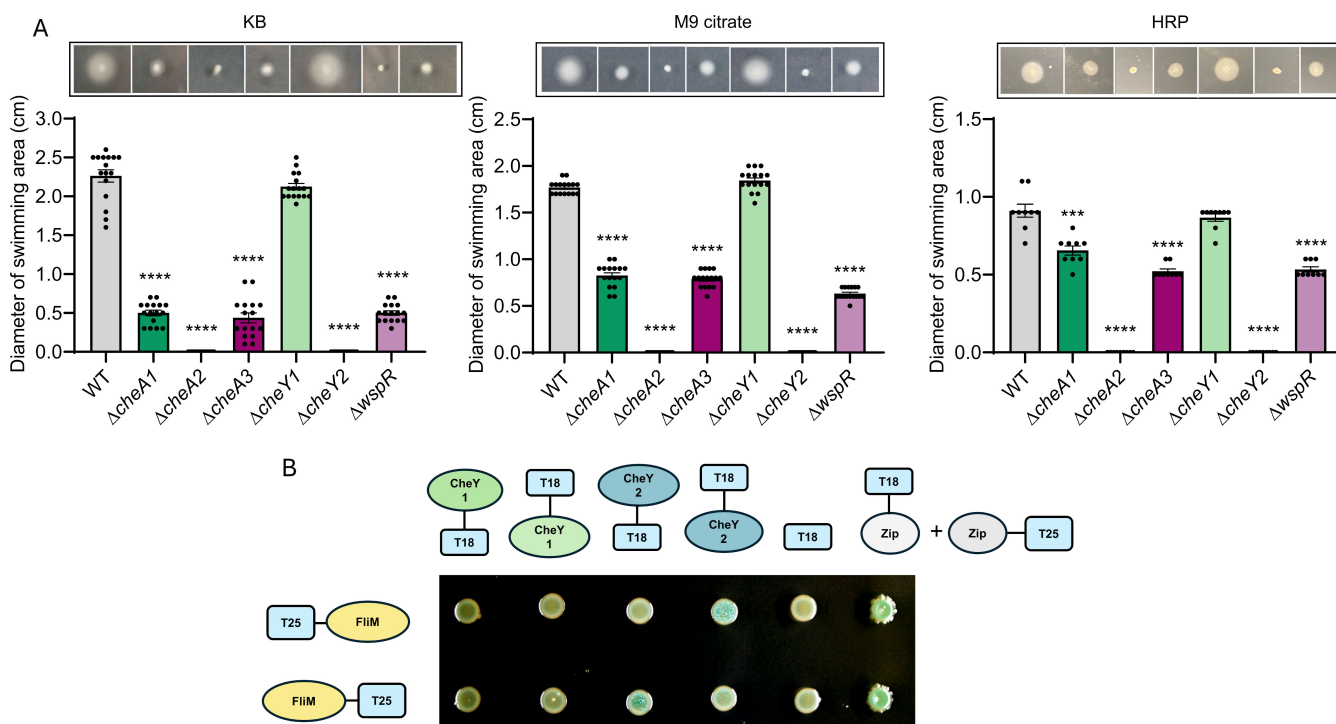 A
KB
M9 citrate
HRP
Diameter of swimming area (cm)
3.0
2.5
2.0
1.5
1.0
0.5
0.0
****
****
****
****
****
WT
ΔcheA1
ΔcheA2
ΔcheA3
ΔcheY1
ΔcheY2
ΔwspR
Diameter of swimming area (cm)
2.0
1.5
1.0
0.5
0.0
****
****
****
****
****
WT
ΔcheA1
ΔcheA2
ΔcheA3
ΔcheY1
ΔcheY2
ΔwspR
Diameter of swimming area (cm)
1.5
1.0
0.5
0.0
***
****
****
****
****
WT
ΔcheA1
ΔcheA2
ΔcheA3
ΔcheY1
ΔcheY2
ΔwspR
B
CheY
1
T18
T18
CheY
1
CheY
2
T18
T18
CheY
2
T18
T18
Zip
+
Zip
T25
T25
FliM
FliM
T25